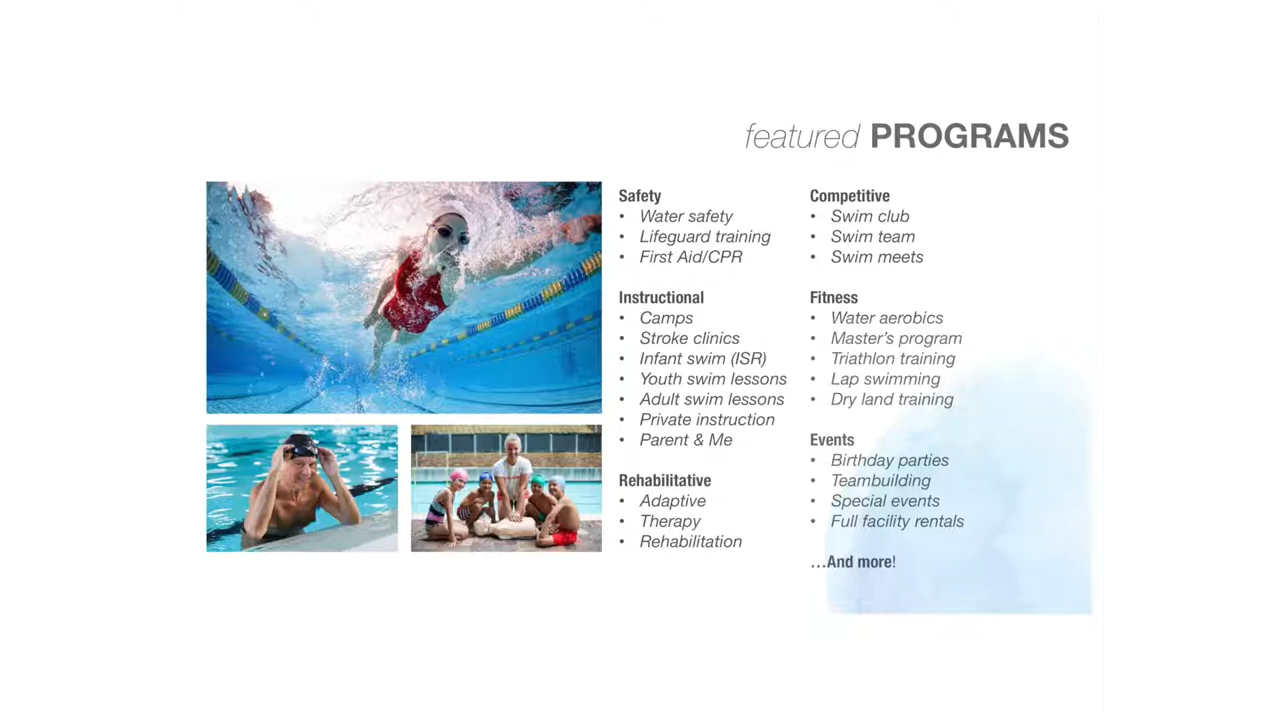 featured PROGRAMS
Safety
• Water safety
• Lifeguard training
• First Aid/CPR
Instructional
• Camps
• Stroke clinics
• Infant swim (ISR)
• Youth swim lessons
• Adult swim lessons
• Private instruction
• Parent & Me
Rehabilitative
• Adaptive
• Therapy
• Rehabilitation
Competitive
• Swim club
• Swim team
• Swim meets
Fitness
• Water aerobics
• Master's program
• Triathlon training
• Lap swimming
• Dry land training
Events
• Birthday parties
• Teambuilding
• Special events
• Full facility rentals
…And more!